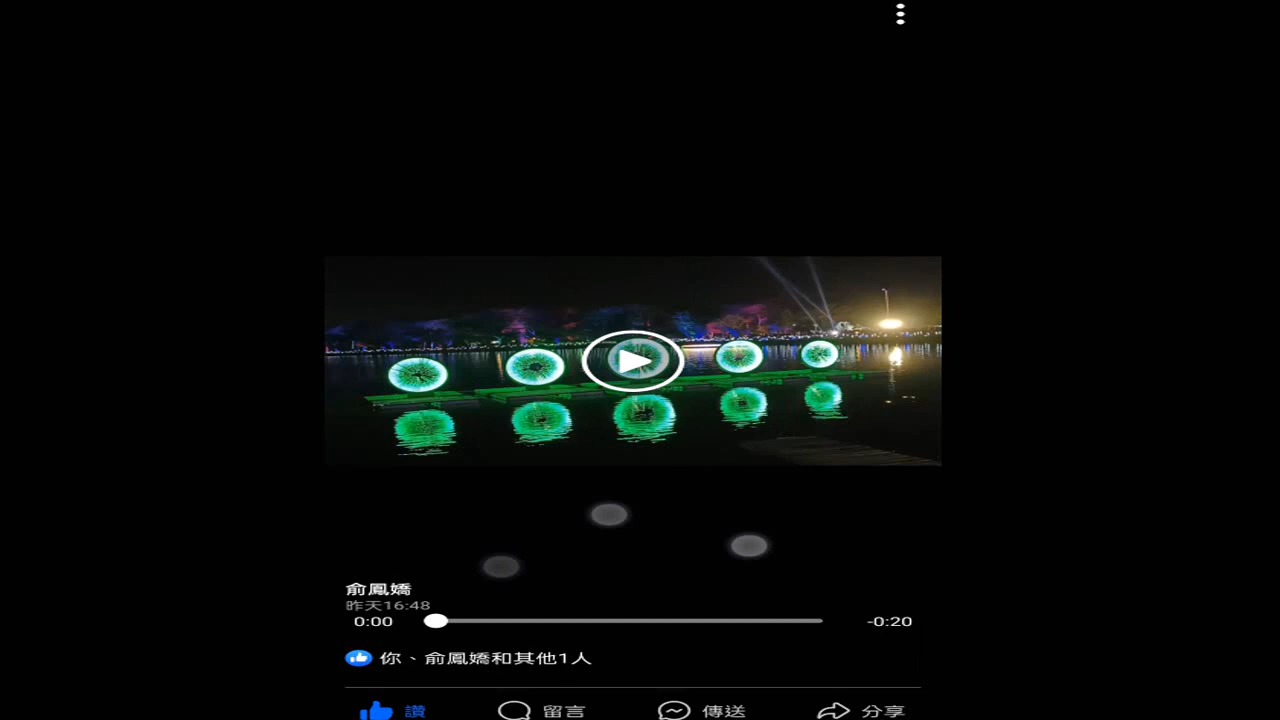 俞鳳嬌
昨天16:48
0:00 -0:20
你、俞鳳嬌和其他1人
讚 留言 傳送 分享